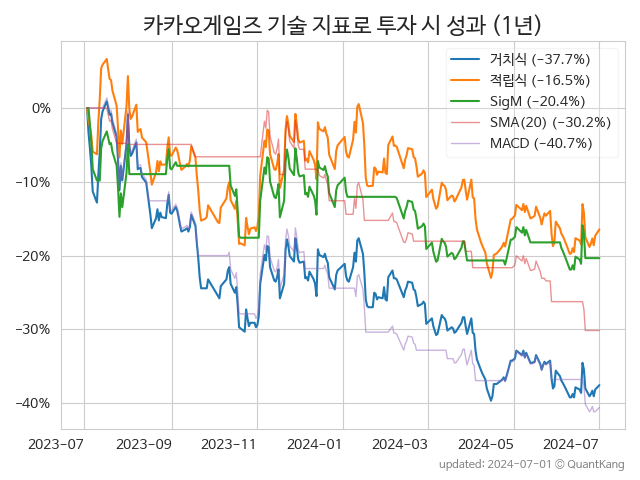 카카오게임즈 기술 지표로 투자 시 성과 (1년)
거치식 (−37.7%)
적립식 (−16.5%)
SigM (−20.4%)
SMA(20) (−30.2%)
MACD (−40.7%)
0%
−10%
−20%
−30%
−40%
2023-07
2023-09
2023-11
2024-01
2024-03
2024-05
2024-07
updated: 2024-07-01 © QuantKang